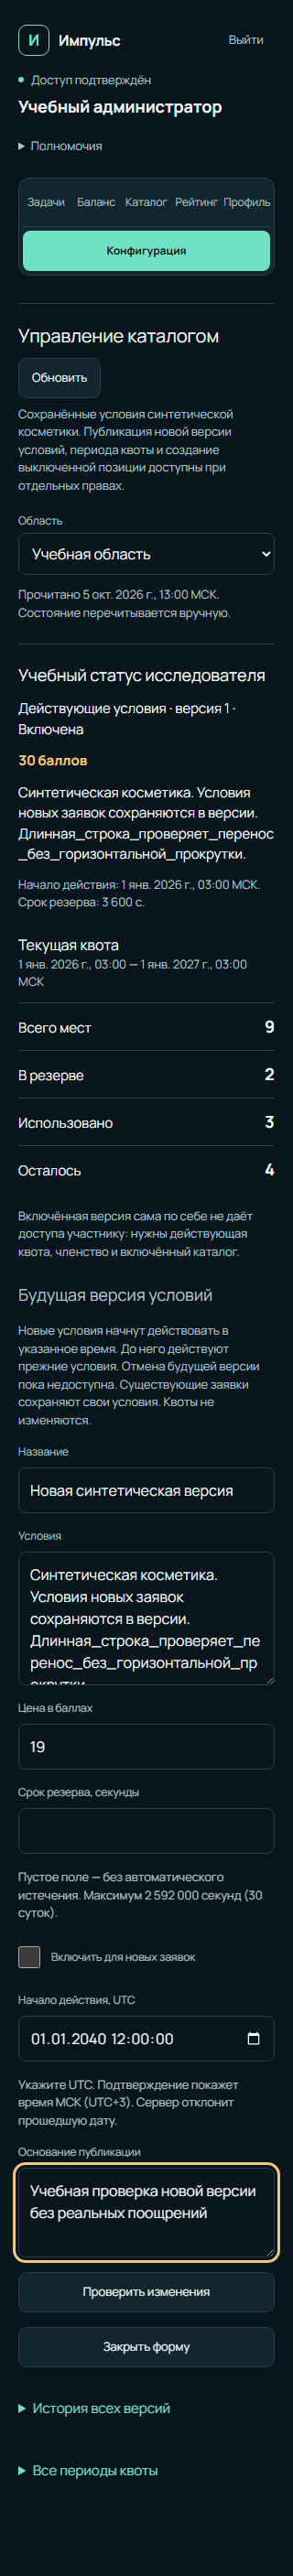 И Импульс Выйти
Доступ подтверждён
Учебный администратор
Полномочия
Задачи Баланс Каталог Рейтинг Профиль
Конфигурация
Управление каталогом
Обновить
Сохранённые условия синтетической
косметики. Публикация новой версии
условий, периода квоты и создание
выключенной позиции доступны при
отдельных правах.
Область
Учебная область
Прочитано 5 окт. 2026 г., 13:00 МСК.
Состояние перечитывается вручную.
Учебный статус исследователя
Действующие условия · версия 1 ·
Включена
30 баллов
Синтетическая косметика. Условия
новых заявок сохраняются в версии.
Длинная_строка_проверяет_перенос
_без_горизонтальной_прокрутки.
Начало действия: 1 янв. 2026 г., 03:00 МСК.
Срок резерва: 3 600 с.
Текущая квота
1 янв. 2026 г., 03:00 — 1 янв. 2027 г., 03:00
МСК
Всего мест 9
В резерве 2
Использовано 3
Осталось 4
Включённая версия сама по себе не даёт
доступа участнику: нужны действующая
квота, членство и включённый каталог.
Будущая версия условий
Новые условия начнут действовать в
указанное время. До него действуют
прежние условия. Отмена будущей версии
пока недоступна. Существующие заявки
сохраняют свои условия. Квоты не
изменяются.
Название
Новая синтетическая версия
Условия
Синтетическая косметика.
Условия новых заявок
сохраняются в версии.
Длинная_строка_проверяет_пе
ренос_без_горизонтальной_пр
окрутки.
Цена в баллах
19
Срок резерва, секунды
Пустое поле — без автоматического
истечения. Максимум 2 592 000 секунд (30
суток).
Включить для новых заявок
Начало действия, UTC
01.01.2040 12:00:00
Укажите UTC. Подтверждение покажет
время МСК (UTC+3). Сервер отклонит
прошедшую дату.
Основание публикации
Учебная проверка новой версии
без реальных поощрений
Проверить изменения
Закрыть форму
История всех версий
Все периоды квоты